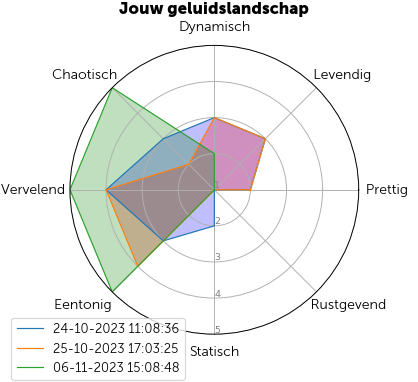 Jouw geluidslandschap
Dynamisch
Chaotisch
Levendig
Vervelend
Prettig
1
2
3
4
5
Eentonig
Rustgevend
Statisch
24-10-2023 11:08:36
25-10-2023 17:03:25
06-11-2023 15:08:48